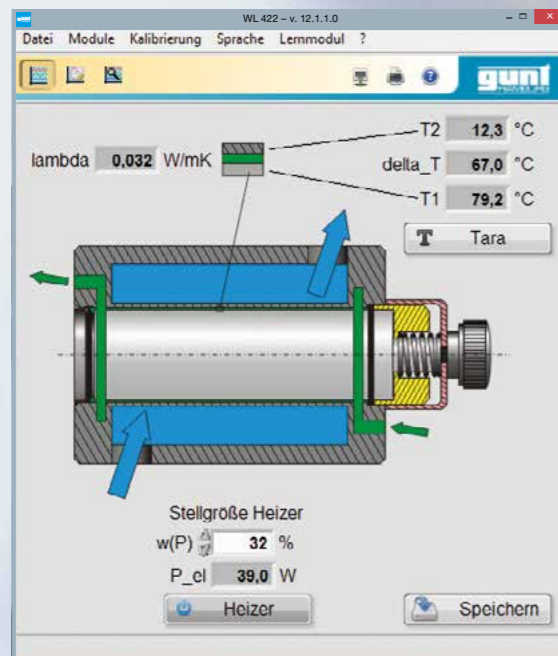 WL 422 – v. 12.1.1.0
Datei Module Kalibrierung Sprache Lernmodul ?
gunt
HAMBURG
T2 12,3 °C
lambda 0,032 W/mK
delta_T 67,0 °C
T1 79,2 °C
T Tara
Stellgröße Heizer
w(P) 32 %
P_el 39,0 W
Heizer
Speichern